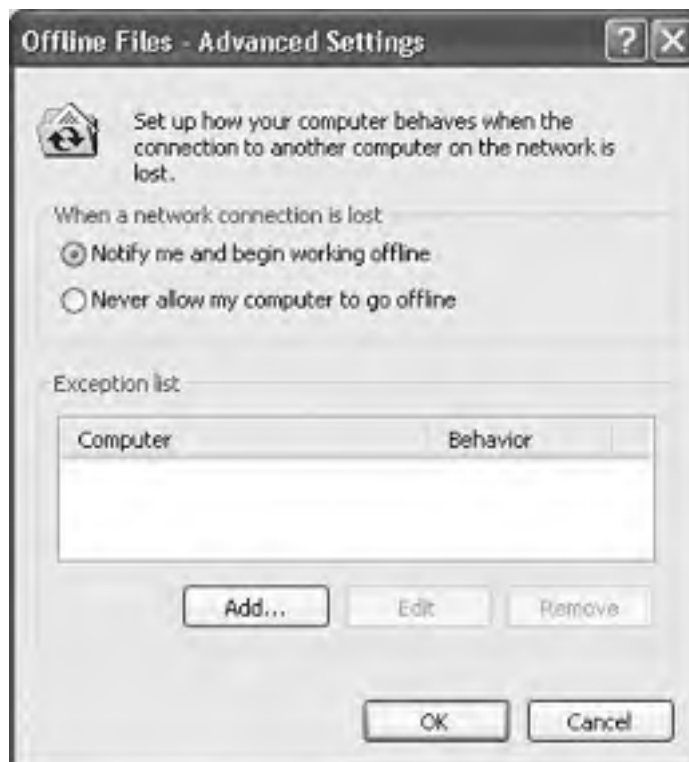 Offline Files - Advanced Settings
Set up how your computer behaves when the
connection to another computer on the network is
lost.
When a network connection is lost
Notify me and begin working offline
Never allow my computer to go offline
Exception list
Computer Behavior
Add... Edit Remove
OK Cancel